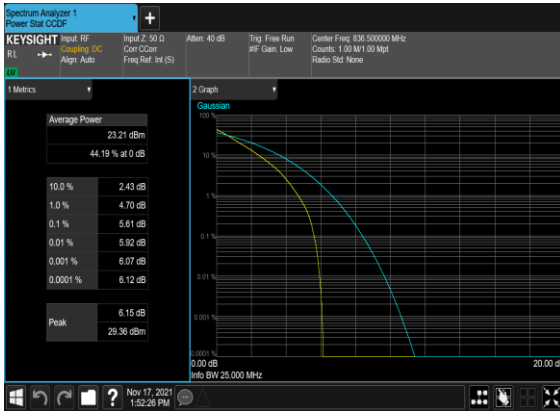 Spectrum Analyzer 1
Power Stat CCDF
KEYSIGHT
RL
Input: RF
Coupling: DC
Align: Auto
Input Z: 50 Ω
Corr CCorr
Freq Ref: Int (S)
Atten: 40 dB
Trig: Free Run
#IF Gain: Low
Center Freq: 836.500000 MHz
Counts: 1.00 M/1.00 Mpt
Radio Std: None
1 Metrics
Average Power
23.21 dBm
44.19 % at 0 dB
10.0 % 2.43 dB
1.0 % 4.70 dB
0.1 % 5.61 dB
0.01 % 5.92 dB
0.001 % 6.07 dB
0.0001 % 6.12 dB
Peak
6.15 dB
29.36 dBm
2 Graph
Gaussian
100 %
10 %
1 %
0.1 %
0.01 %
0.001 %
0.0001 %
0.00 dB
20.00 d
Info BW 25.000 MHz
Nov 17, 2021
1:52:26 PM